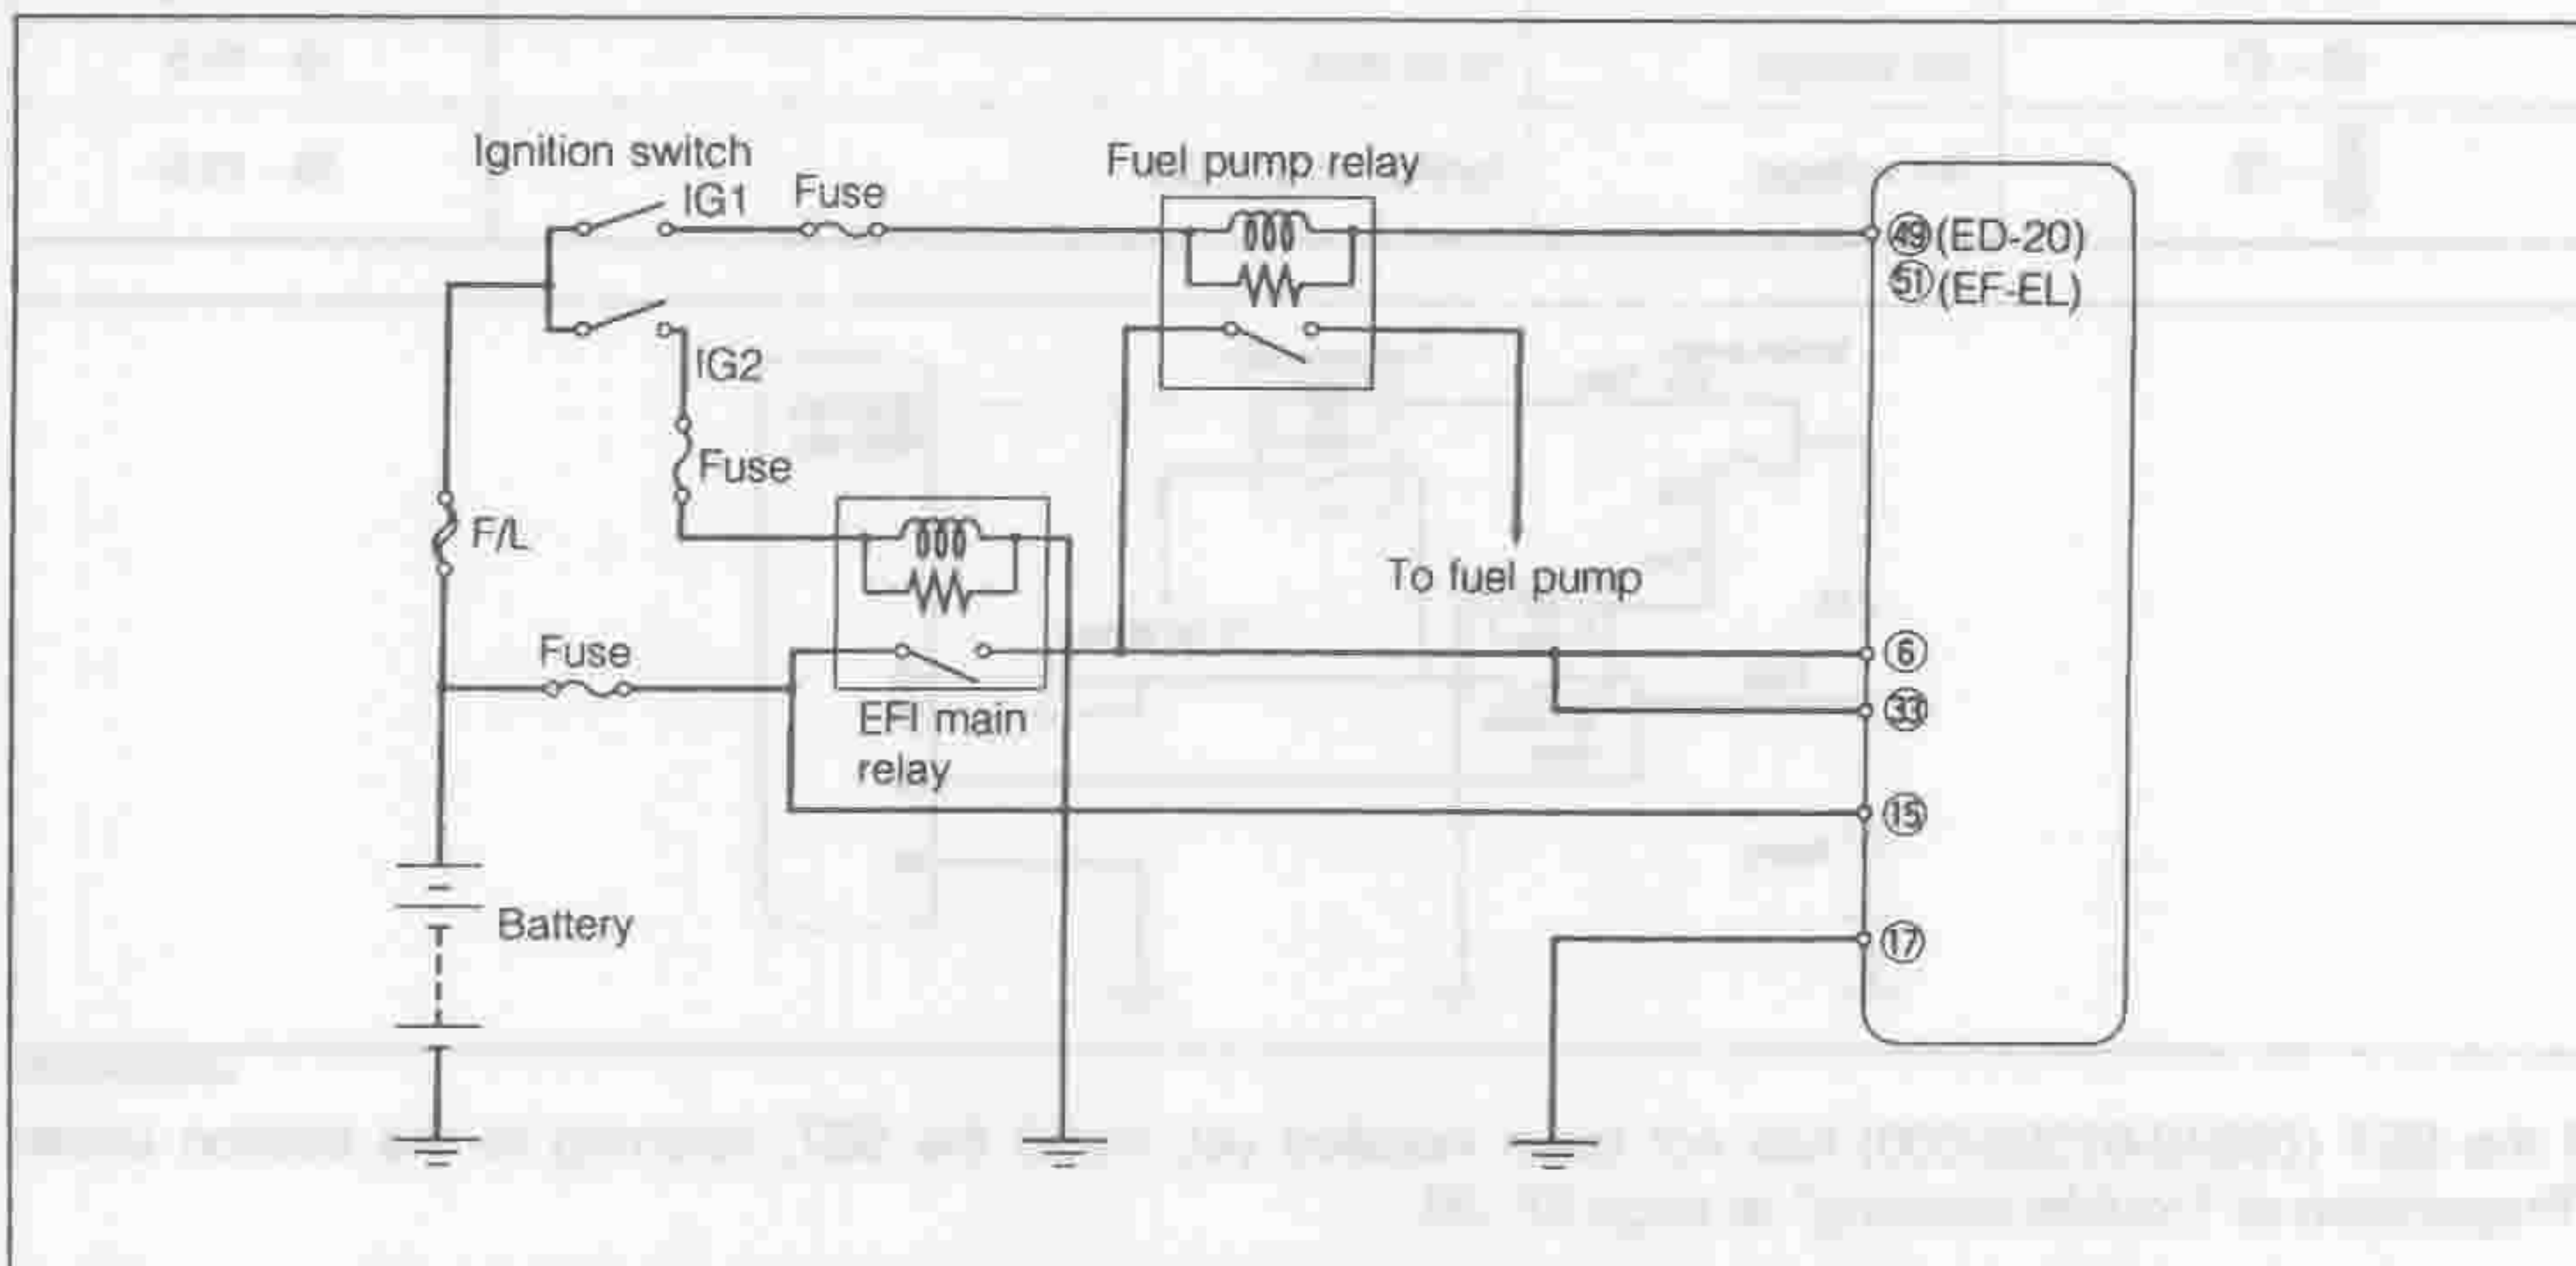 Ignition switch
IG1
Fuse
Fuel pump relay
49 (ED-20)
51 (EF-EL)
IG2
Fuse
F/L
To fuel pump
Fuse
6
33
EFI main
relay
15
Battery
17